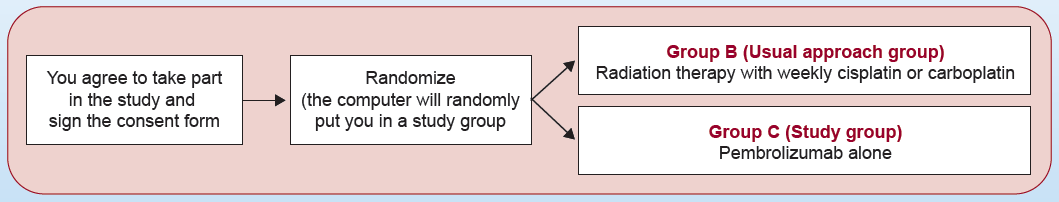 You agree to take part
in the study and
sign the consent form
Randomize
(the computer will randomly
put you in a study group
Group B (Usual approach group)
Radiation therapy with weekly cisplatin or carboplatin
Group C (Study group)
Pembrolizumab alone